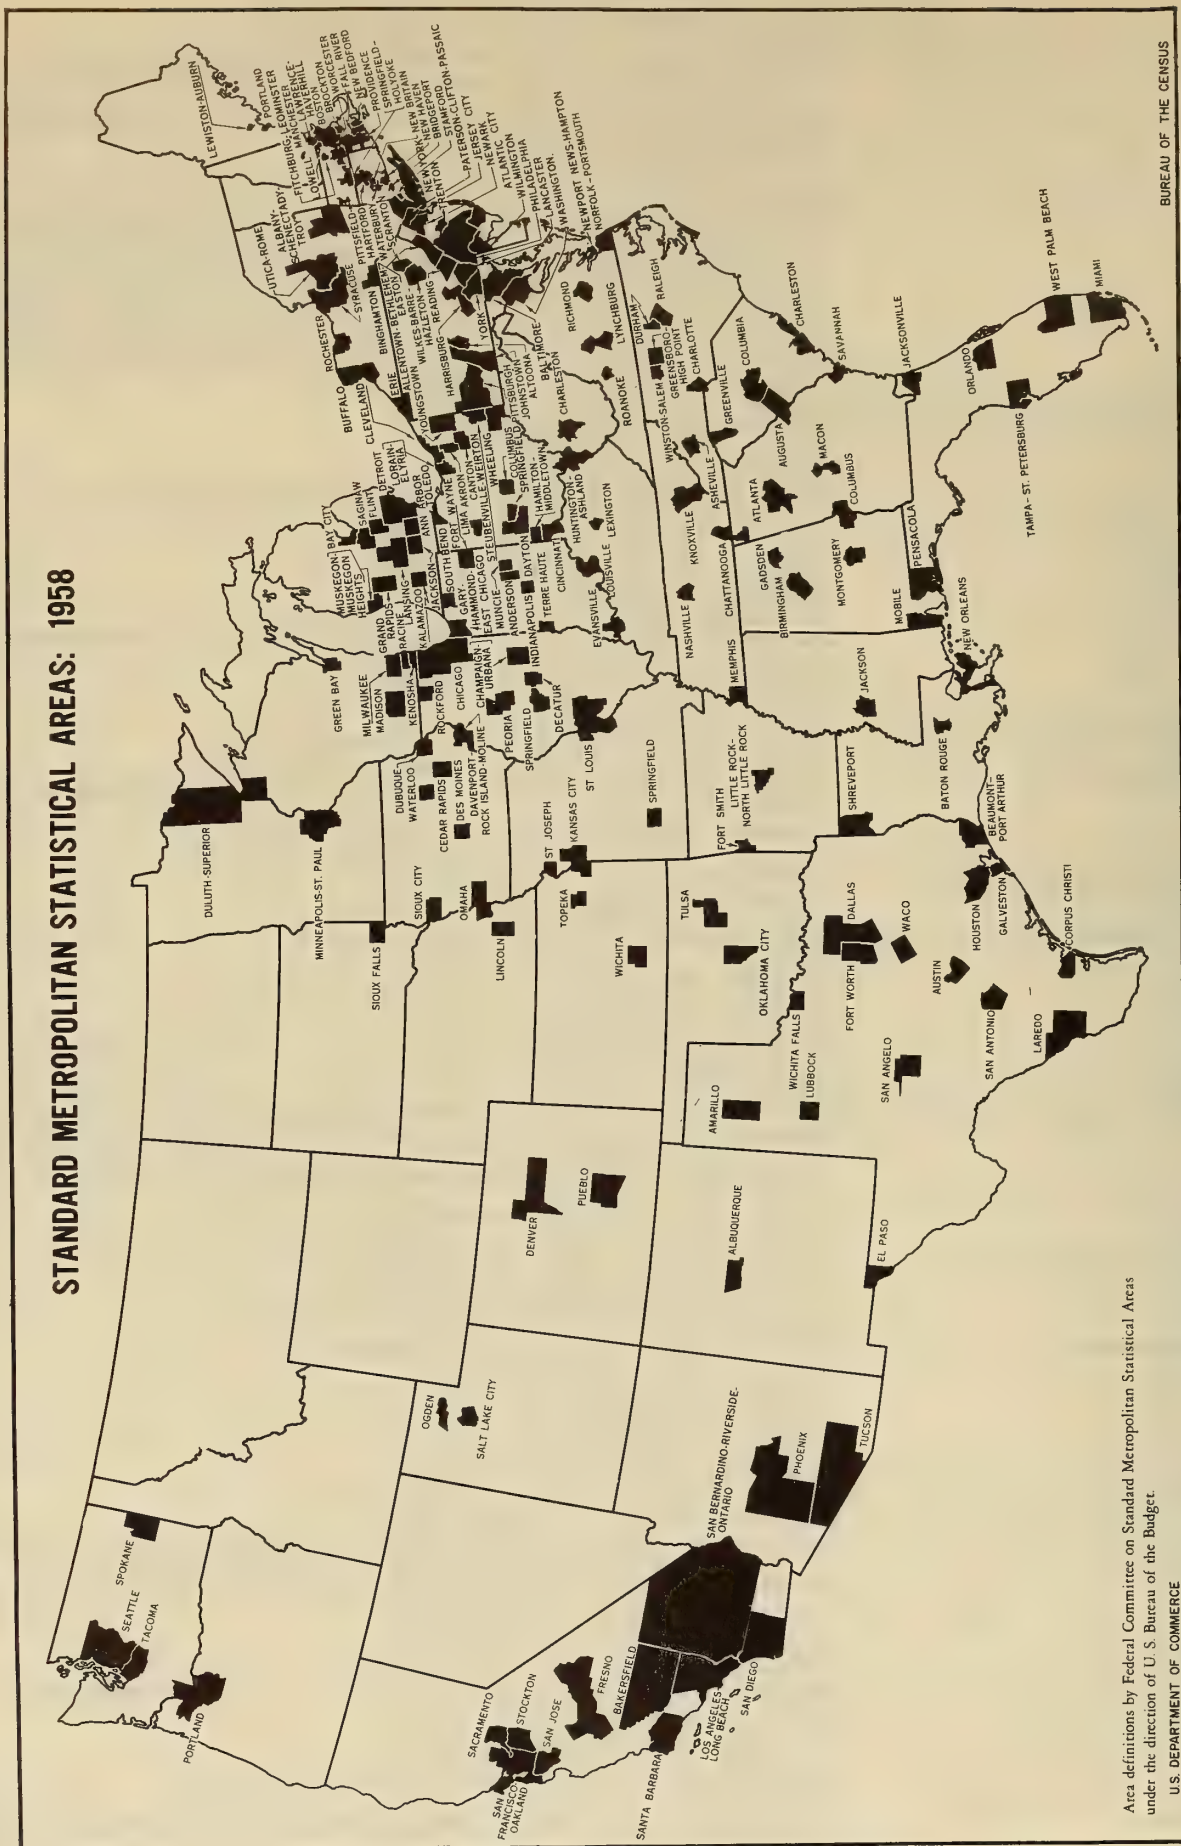 STANDARD METROPOLITAN STATISTICAL AREAS: 1958
SPOKANE
SEATTLE
TACOMA
PORTLAND
SACRAMENTO
STOCKTON
SAN
FRANCISCO-
OAKLAND
SAN JOSE
FRESNO
BAKERSFIELD
SANTA BARBARA
LOS ANGELES-
LONG BEACH
SAN DIEGO
SAN BERNARDINO-RIVERSIDE-
ONTARIO
PHOENIX
TUCSON
OGDEN
SALT LAKE CITY
DENVER
PUEBLO
ALBUQUERQUE
EL PASO
AMARILLO
LUBBOCK
WICHITA FALLS
SAN ANGELO
FORT WORTH
DALLAS
WACO
AUSTIN
SAN ANTONIO
LAREDO
CORPUS CHRISTI
HOUSTON
GALVESTON
BEAUMONT-
PORT ARTHUR
OKLAHOMA CITY
TULSA
WICHITA
TOPEKA
LINCOLN
OMAHA
SIOUX CITY
SIOUX FALLS
MINNEAPOLIS-ST. PAUL
DULUTH-SUPERIOR
DUBUQUE
WATERLOO
CEDAR RAPIDS
DES MOINES
DAVENPORT-
ROCK ISLAND-MOLINE
ST JOSEPH
KANSAS CITY
ST LOUIS
SPRINGFIELD
FORT SMITH
LITTLE ROCK-
NORTH LITTLE ROCK
SHREVEPORT
BATON ROUGE
NEW ORLEANS
JACKSON
MEMPHIS
GREEN BAY
MILWAUKEE
MADISON
KENOSHA
RACINE
ROCKFORD
CHICAGO
CHAMPAIGN-
URBANA
PEORIA
SPRINGFIELD
DECATUR
MUSKEGON-
MUSKEGON
HEIGHTS
GRAND
RAPIDS
LANSING
KALAMAZOO
JACKSON
BAY CITY
SAGINAW
FLINT
DETROIT
ANN ARBOR
TOLEDO
LORAIN-
ELYRIA
SOUTH BEND
GARY-
HAMMOND-
EAST CHICAGO
FORT WAYNE
LIMA
AKRON
CANTON
STEUBENVILLE-WEIRTON
WHEELING
MUNCIE
ANDERSON
INDIANAPOLIS
TERRE HAUTE
DAYTON
CINCINNATI
COLUMBUS
SPRINGFIELD
HAMILTON-
MIDDLETOWN
HUNTINGTON-
ASHLAND
EVANSVILLE
LOUISVILLE
LEXINGTON
NASHVILLE
KNOXVILLE
CHATTANOOGA
ASHEVILLE
GADSDEN
BIRMINGHAM
MONTGOMERY
MOBILE
PENSACOLA
ATLANTA
AUGUSTA
MACON
COLUMBUS
SAVANNAH
JACKSONVILLE
ORLANDO
TAMPA-ST. PETERSBURG
WEST PALM BEACH
MIAMI
CHARLESTON
COLUMBIA
GREENVILLE
CHARLOTTE
WINSTON-SALEM
GREENSBORO-
HIGH POINT
DURHAM
RALEIGH
ROANOKE
LYNCHBURG
RICHMOND
NEWPORT NEWS-HAMPTON
NORFOLK-PORTSMOUTH
CHARLESTON
CLEVELAND
BUFFALO
ROCHESTER
ERIE
YOUNGSTOWN
PITTSBURGH
JOHNSTOWN
ALTOONA
BALTIMORE
HARRISBURG
YORK
READING
WILKES-BARRE-
HAZLETON
ALLENTOWN-BETHLEHEM-
EASTON
SCRANTON
BINGHAMTON
SYRACUSE
UTICA-ROME
ALBANY-
SCHENECTADY-
TROY
PITTSFIELD
HARTFORD
WATERBURY
LEWISTON-AUBURN
PORTLAND
FITCHBURG-LEOMINSTER
MANCHESTER
LOWELL
LAWRENCE-
HAVERHILL
BOSTON
BROCKTON
WORCESTER
FALL RIVER
NEW BEDFORD
PROVIDENCE
SPRINGFIELD-
HOLYOKE
NEW BRITAIN
NEW HAVEN
BRIDGEPORT
STAMFORD
NEW YORK
PATERSON-CLIFTON-PASSAIC
JERSEY CITY
NEWARK
TRENTON
ATLANTIC CITY
WILMINGTON
PHILADELPHIA
LANCASTER
WASHINGTON
Area definitions by Federal Committee on Standard Metropolitan Statistical Areas
under the direction of U. S. Bureau of the Budget.
U.S. DEPARTMENT OF COMMERCE
BUREAU OF THE CENSUS